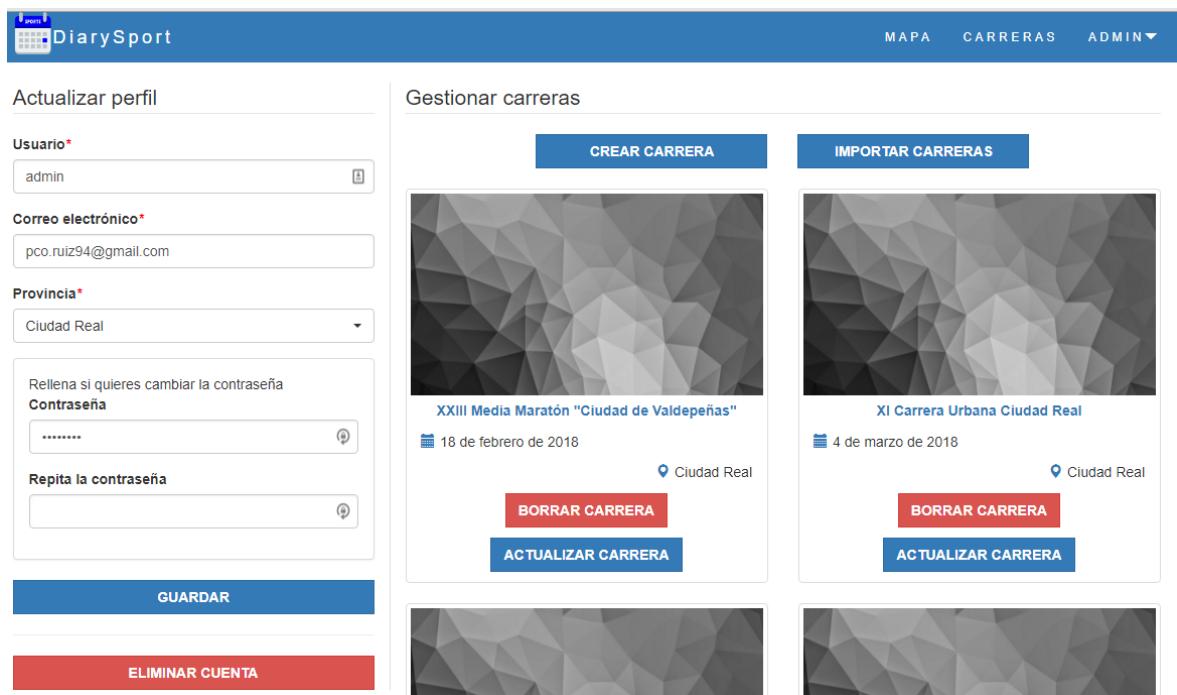 SPORTS
DiarySport
MAPA
CARRERAS
ADMIN
Actualizar perfil
Usuario*
admin
Correo electrónico*
pco.ruiz94@gmail.com
Provincia*
Ciudad Real
Rellena si quieres cambiar la contraseña
Contraseña
••••••••
Repita la contraseña
GUARDAR
ELIMINAR CUENTA
Gestionar carreras
CREAR CARRERA
IMPORTAR CARRERAS
XXIII Media Maratón "Ciudad de Valdepeñas"
18 de febrero de 2018
Ciudad Real
BORRAR CARRERA
ACTUALIZAR CARRERA
XI Carrera Urbana Ciudad Real
4 de marzo de 2018
Ciudad Real
BORRAR CARRERA
ACTUALIZAR CARRERA